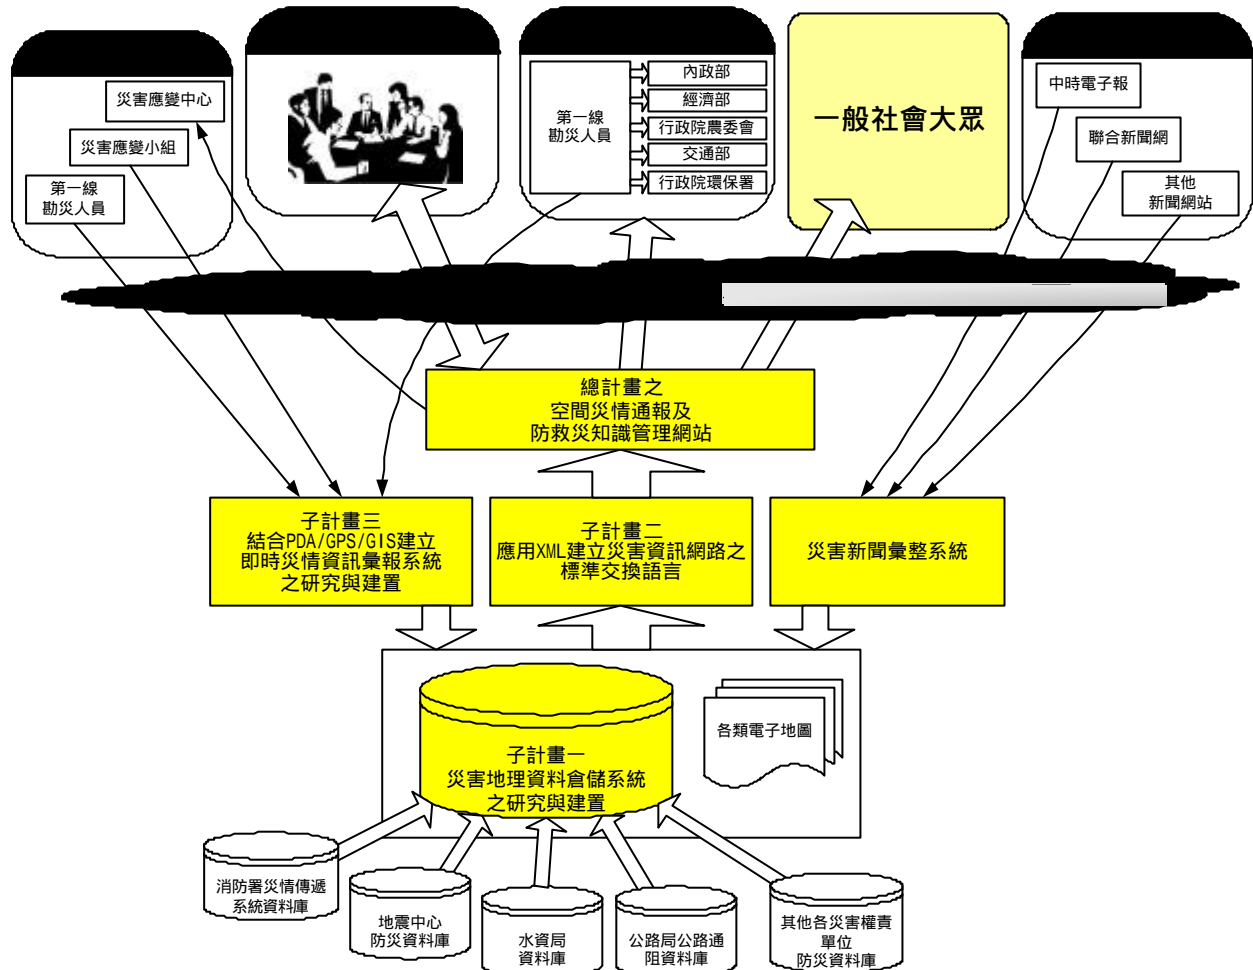 災害應變中心
災害應變小組
第一線
勘災人員
第一線
勘災人員
內政部
經濟部
行政院農委會
交通部
行政院環保署
一般社會大眾
中時電子報
聯合新聞網
其他
新聞網站
總計畫之
空間災情通報及
防救災知識管理網站
子計畫三
結合PDA/GPS/GIS建立
即時災情資訊彙報系統
之研究與建置
子計畫二
應用XML建立災害資訊網路之
標準交換語言
災害新聞彙整系統
子計畫一
災害地理資料倉儲系統
之研究與建置
各類電子地圖
消防署災情傳遞
系統資料庫
地震中心
防災資料庫
水資局
資料庫
公路局公路通
阻資料庫
其他各災害權責
單位
防災資料庫